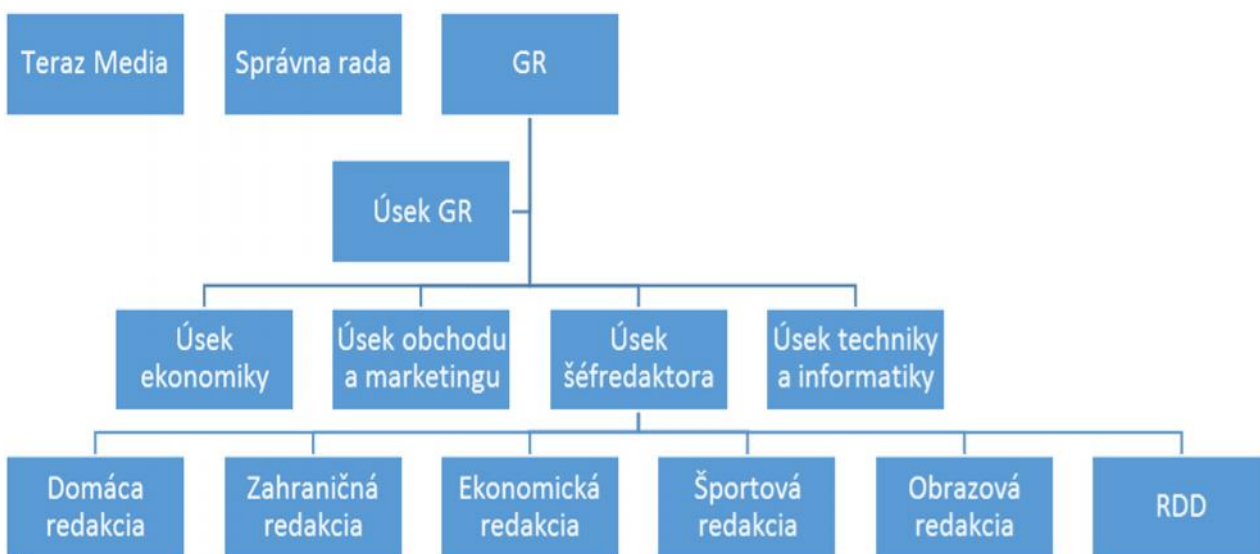 Teraz Media
Správna rada
GR
Úsek GR
Úsek
ekonomiky
Úsek obchodu
a marketingu
Úsek
šéfredaktora
Úsek techniky
a informatiky
Domáca
redakcia
Zahraničná
redakcia
Ekonomická
redakcia
Športová
redakcia
Obrazová
redakcia
RDD